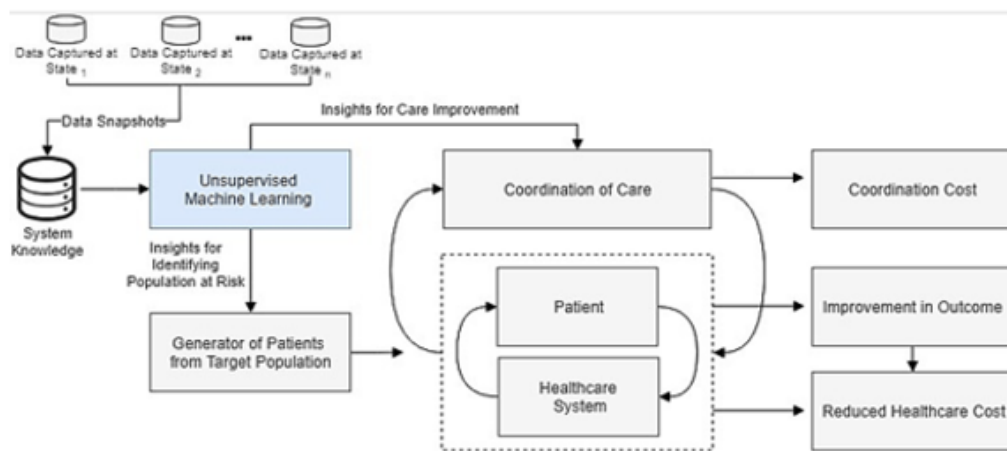 Data Captured at
State 1
Data Captured at
State 2
...
Data Captured at
State n
Data Snapshots
Insights for Care Improvement
System
Knowledge
Unsupervised
Machine Learning
Coordination of Care
Coordination Cost
Insights for
Identifying
Population at Risk
Generator of Patients
from Target Population
Patient
Healthcare
System
Improvement in Outcome
Reduced Healthcare Cost